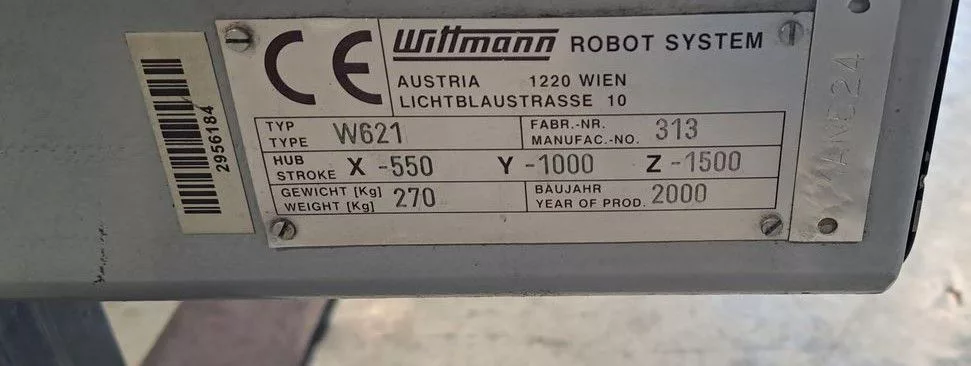 2956184
CE Wittmann ROBOT SYSTEM
AUSTRIA 1220 WIEN
LICHTBLAUSTRASSE 10
TYP
TYPE W621
FABR.-NR.
MANUFAC.-NO. 313
HUB
STROKE X -550 Y -1000 Z -1500
GEWICHT [Kg]
WEIGHT [Kg] 270
BAUJAHR
YEAR OF PROD. 2000